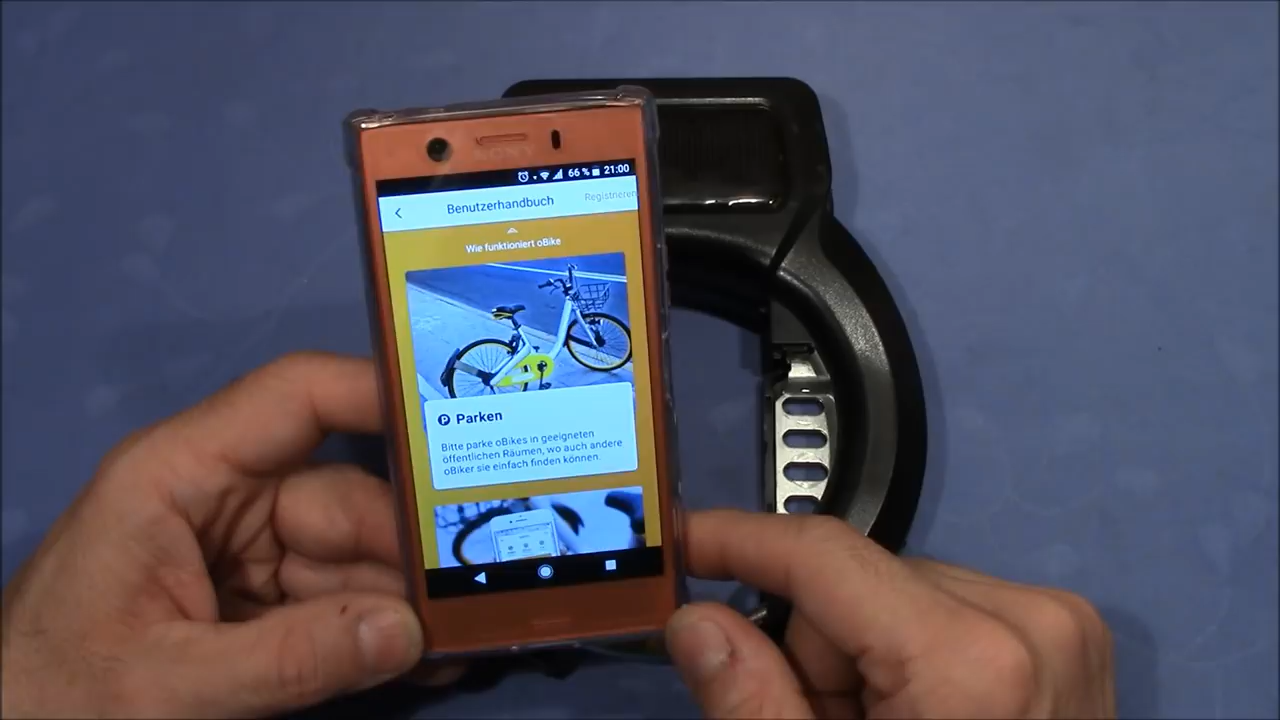 SONY
66 % 21:00
Benutzerhandbuch Registrieren
Wie funktioniert oBike
P Parken
Bitte parke oBikes in geeigneten
öffentlichen Räumen, wo auch andere
oBiker sie einfach finden können.